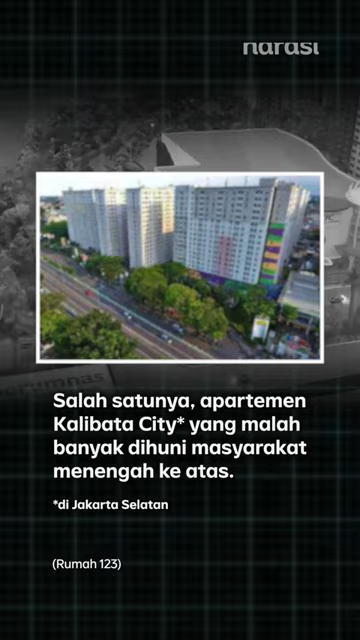 narasi
Salah satunya, apartemen
Kalibata City* yang malah
banyak dihuni masyarakat
menengah ke atas.
*di Jakarta Selatan
(Rumah 123)